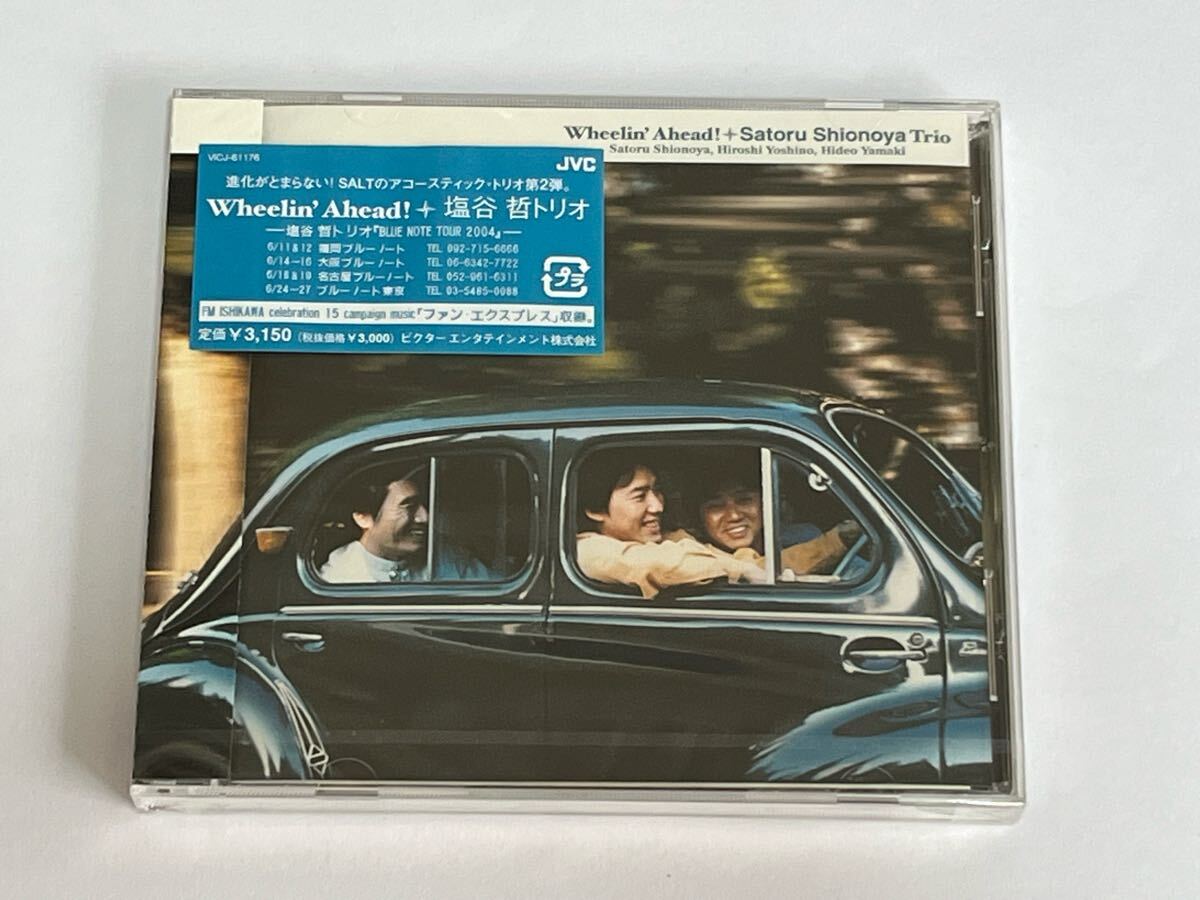 Wheelin' Ahead!+Satoru Shionoya Trio
Satoru Shionoya, Hiroshi Yoshino, Hideo Yamaki
VICJ-61176
JVC
進化がとまらない! SALTのアコースティック・トリオ第2弾。
Wheelin' Ahead!+塩谷 哲トリオ
—塩谷 哲トリオ『BLUE NOTE TOUR 2004』—
6/11&12 福岡ブルーノート TEL 092-715-6666
6/14~16 大阪ブルーノート TEL 06-6342-7722
6/18&19 名古屋ブルーノート TEL 052-961-6311
6/24~27 ブルーノート東京 TEL 03-5485-0088
プラ
FM ISHIKAWA celebration 15 campaign music「ファン・エクスプレス」収録。
定価¥3,150 (税抜価格¥3,000) ビクターエンタテインメント株式会社